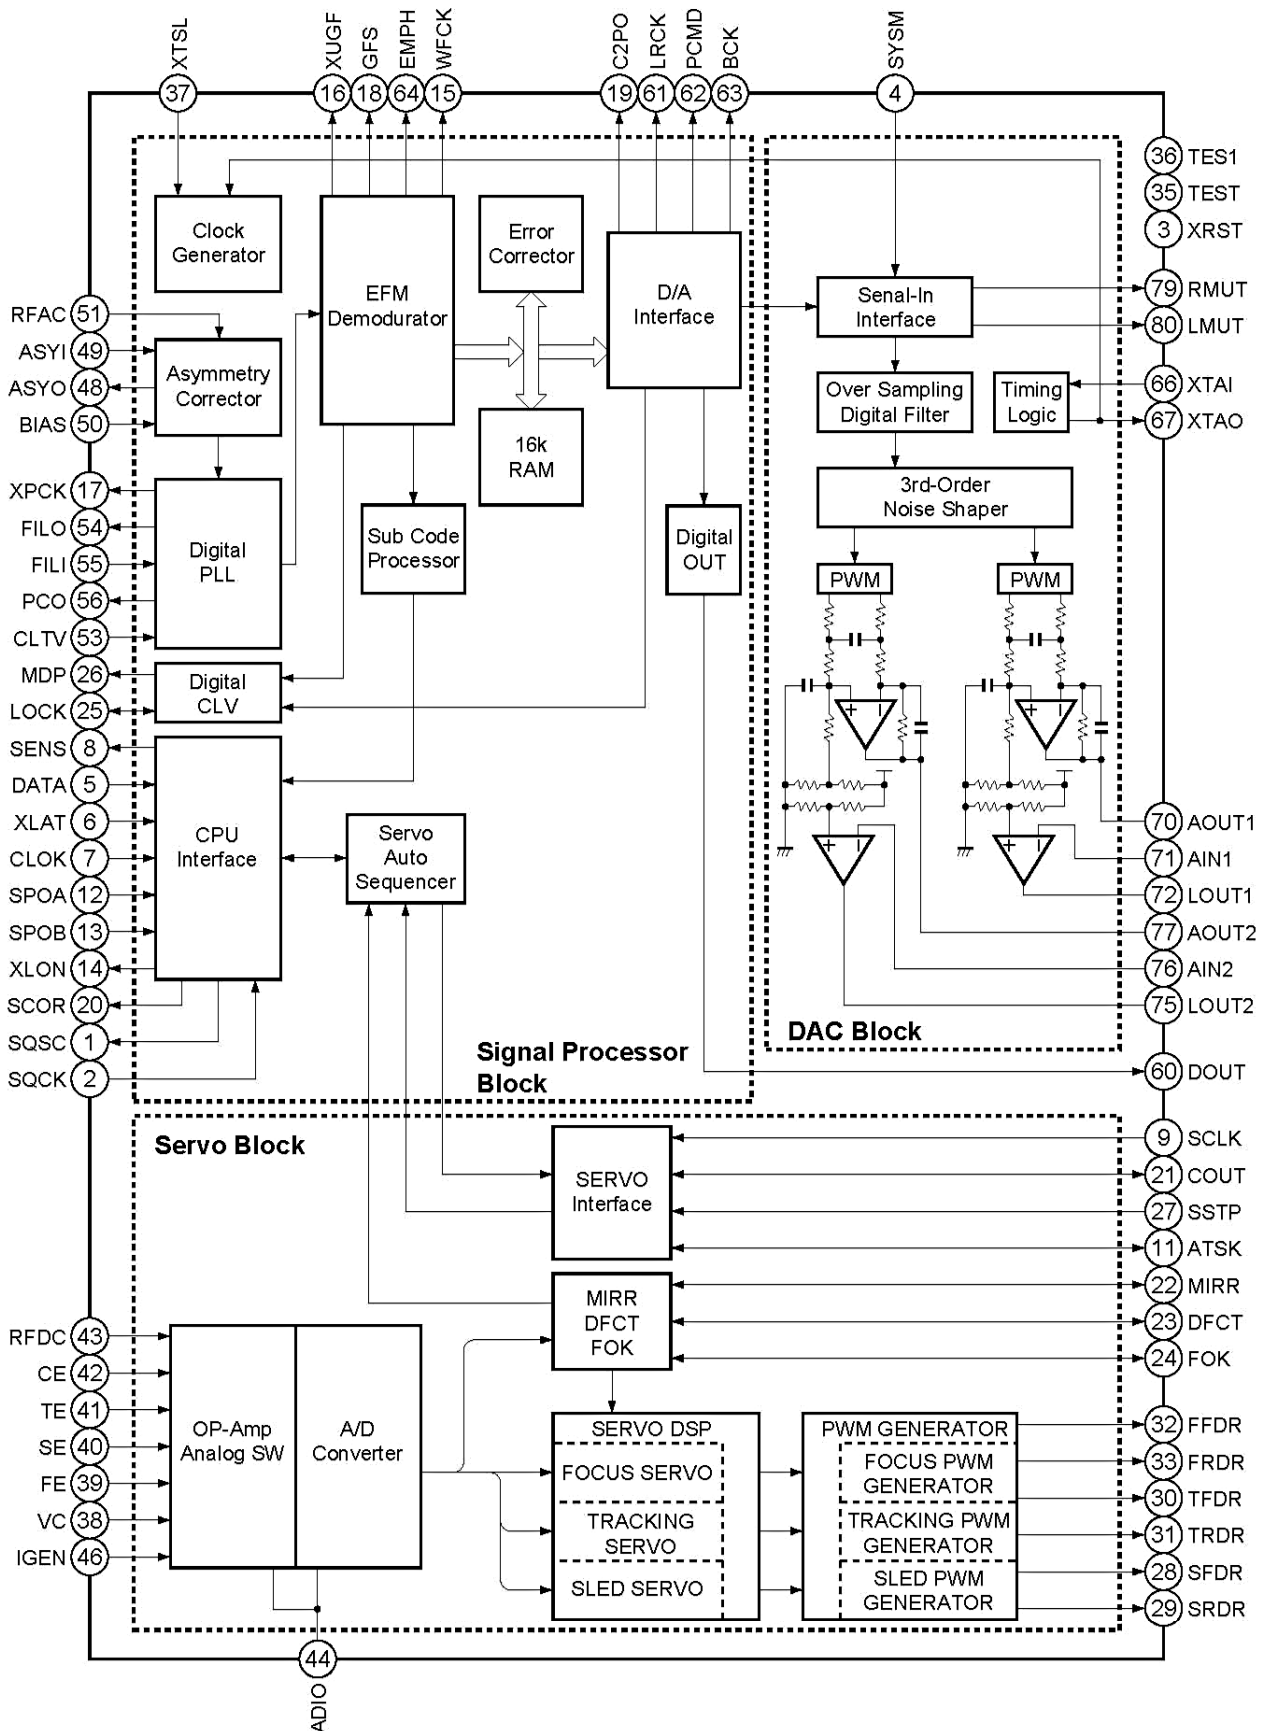 XTSL
XUGF
GFS
EMPH
WFCK
C2PO
LRCK
PCMD
BCK
SYSM
37
16
18
64
15
19
61
62
63
4
36 TES1
35 TEST
3 XRST
Clock
Generator
EFM
Demodurator
Error
Corrector
D/A
Interface
Senal-In
Interface
79 RMUT
80 LMUT
RFAC 51
ASYI 49
ASYO 48
BIAS 50
Asymmetry
Corrector
16k
RAM
Over Sampling
Digital Filter
Timing
Logic
66 XTAI
67 XTAO
XPCK 17
FILO 54
FILI 55
PCO 56
CLTV 53
Digital
PLL
Sub Code
Processor
Digital
OUT
3rd-Order
Noise Shaper
PWM
PWM
MDP 26
LOCK 25
Digital
CLV
+
+
SENS 8
DATA 5
XLAT 6
CLOK 7
SPOA 12
SPOB 13
XLON 14
SCOR 20
SQSC 1
SQCK 2
CPU
Interface
Servo
Auto
Sequencer
+
+
70 AOUT1
71 AIN1
72 LOUT1
77 AOUT2
76 AIN2
75 LOUT2
DAC Block
Signal Processor
Block
60 DOUT
Servo Block
SERVO
Interface
9 SCLK
21 COUT
27 SSTP
11 ATSK
MIRR
DFCT
FOK
22 MIRR
23 DFCT
24 FOK
RFDC 43
CE 42
TE 41
SE 40
FE 39
VC 38
IGEN 46
OP-Amp
Analog SW
A/D
Converter
SERVO DSP
FOCUS SERVO
TRACKING
SERVO
SLED SERVO
PWM GENERATOR
FOCUS PWM
GENERATOR
TRACKING PWM
GENERATOR
SLED PWM
GENERATOR
32 FFDR
33 FRDR
30 TFDR
31 TRDR
28 SFDR
29 SRDR
44
ADIO